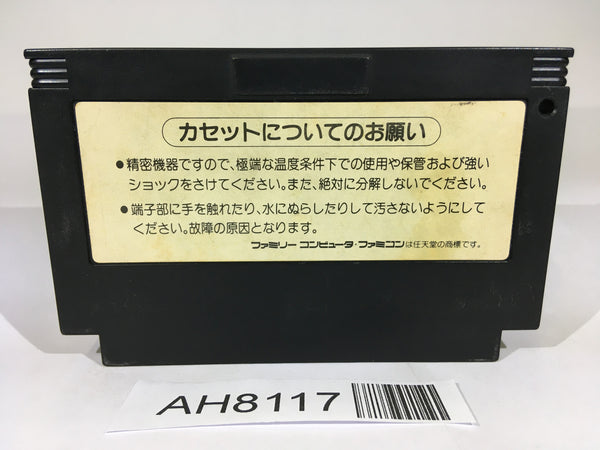 カセットについてのお願い
●精密機器ですので、極端な温度条件下での使用や保管および強い
ショックをさけてください。また、絶対に分解しないでください。
●端子部に手を触れたり、水にぬらしたりして汚さないようにして
ください。故障の原因となります。
ファミリー コンピュータ・ファミコンは任天堂の商標です。
AH8117